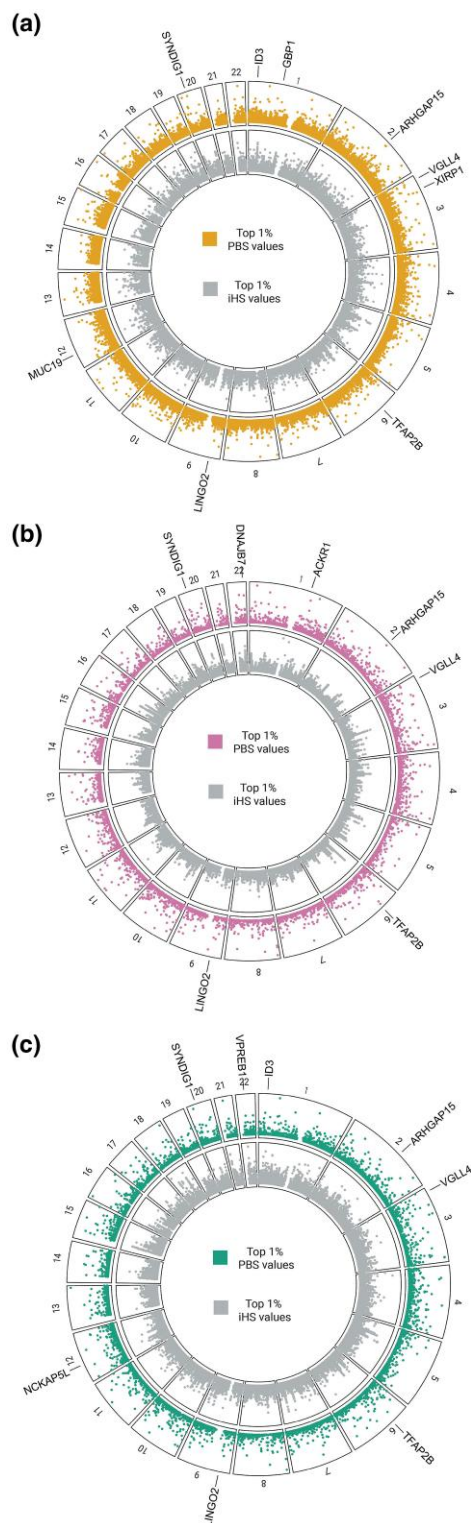 (a)
SYNDIG1
ID3
GBP1
ARHGAP15
VGLL4
XIRP1
TFAP2B
LINGO2
MUC19
1
2
3
4
5
6
7
8
9
10
11
12
13
14
15
16
17
18
19
20
21
22
Top 1%
PBS values
Top 1%
iHS values
(b)
SYNDIG1
DNAJB7
ACKR1
ARHGAP15
VGLL4
TFAP2B
LINGO2
1
2
3
4
5
6
7
8
9
10
11
12
13
14
15
16
17
18
19
20
21
22
Top 1%
PBS values
Top 1%
iHS values
(c)
SYNDIG1
VPREB1
ID3
ARHGAP15
VGLL4
TFAP2B
LINGO2
NCKAP5L
1
2
3
4
5
6
7
8
9
10
11
12
13
14
15
16
17
18
19
20
21
22
Top 1%
PBS values
Top 1%
iHS values